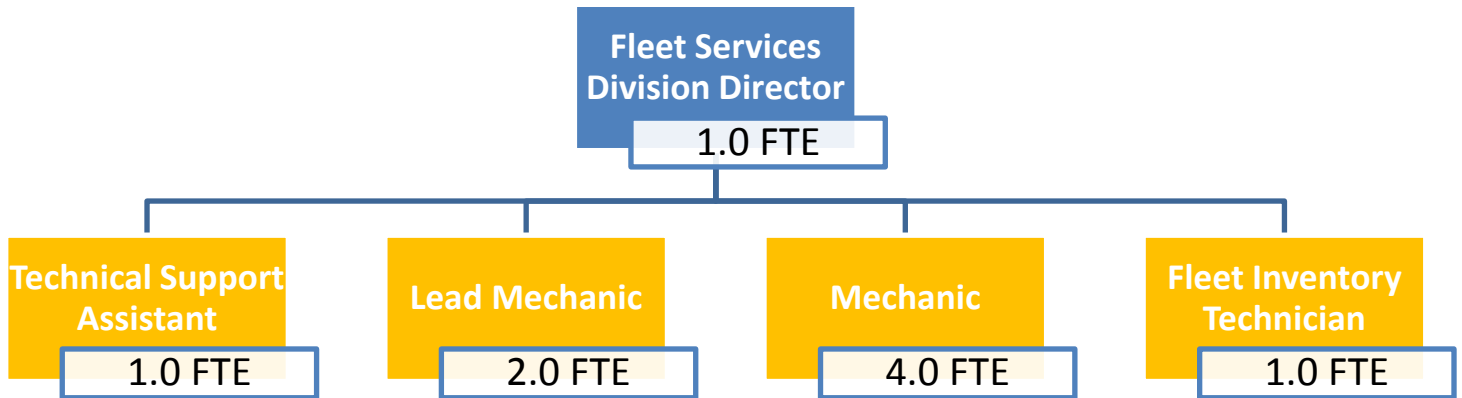 Fleet Services
Division Director
1.0 FTE
Technical Support
Assistant
1.0 FTE
Lead Mechanic
2.0 FTE
Mechanic
4.0 FTE
Fleet Inventory
Technician
1.0 FTE